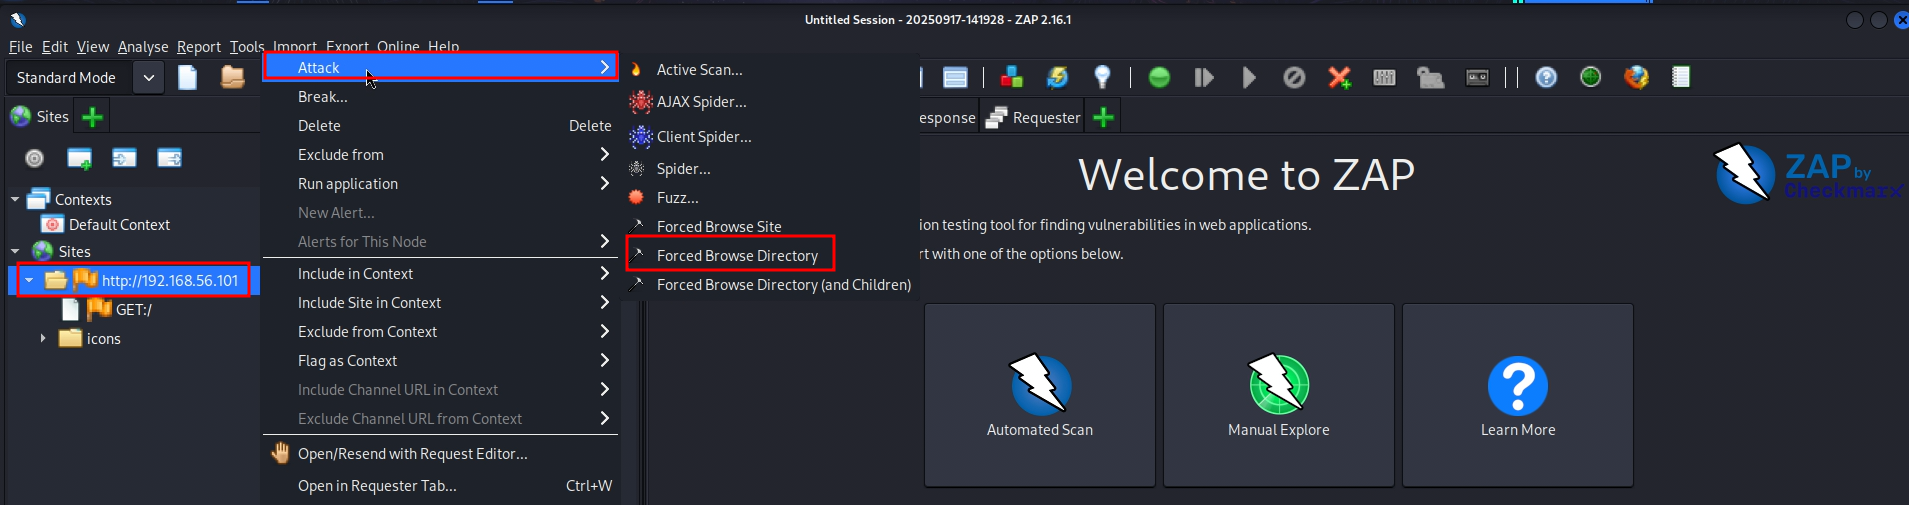 Untitled Session - 20250917-141928 - ZAP 2.16.1
File Edit View Analyse Report Tools Import Export Online Help
Standard Mode
Sites
Contexts
Default Context
Sites
http://192.168.56.101
GET:/
icons
Attack
Break...
Delete Delete
Exclude from
Run application
New Alert...
Alerts for This Node
Include in Context
Include Site in Context
Exclude from Context
Flag as Context
Include Channel URL in Context
Exclude Channel URL from Context
Open/Resend with Request Editor...
Open in Requester Tab... Ctrl+W
Active Scan...
AJAX Spider...
Client Spider...
Spider...
Fuzz...
Forced Browse Site
Forced Browse Directory
Forced Browse Directory (and Children)
esponse Requester
Welcome to ZAP
ZAP by
Checkmarx
ion testing tool for finding vulnerabilities in web applications.
rt with one of the options below.
Automated Scan
Manual Explore
Learn More